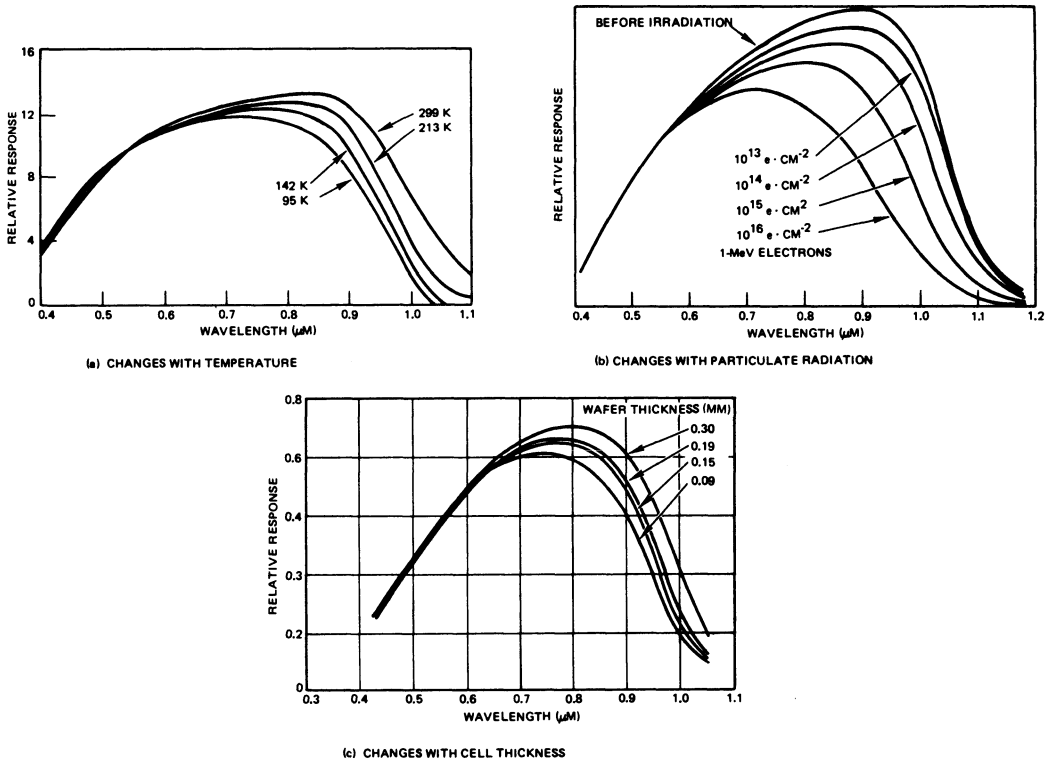 16
12
8
4
0
RELATIVE RESPONSE
299 K
213 K
142 K
95 K
0.4 0.5 0.6 0.7 0.8 0.9 1.0 1.1
WAVELENGTH (μM)
(a) CHANGES WITH TEMPERATURE
RELATIVE RESPONSE
BEFORE IRRADIATION
10¹³ e · CM⁻²
10¹⁴ e · CM⁻²
10¹⁵ e · CM²
10¹⁶ e · CM⁻²
1-MeV ELECTRONS
0.4 0.5 0.6 0.7 0.8 0.9 1.0 1.1 1.2
WAVELENGTH (μM)
(b) CHANGES WITH PARTICULATE RADIATION
0.8
0.6
0.4
0.3
0.2
0
RELATIVE RESPONSE
WAFER THICKNESS (MM)
0.30
0.19
0.15
0.09
0.3 0.4 0.5 0.6 0.7 0.8 0.9 1.0 1.1
WAVELENGTH (μM)
(c) CHANGES WITH CELL THICKNESS